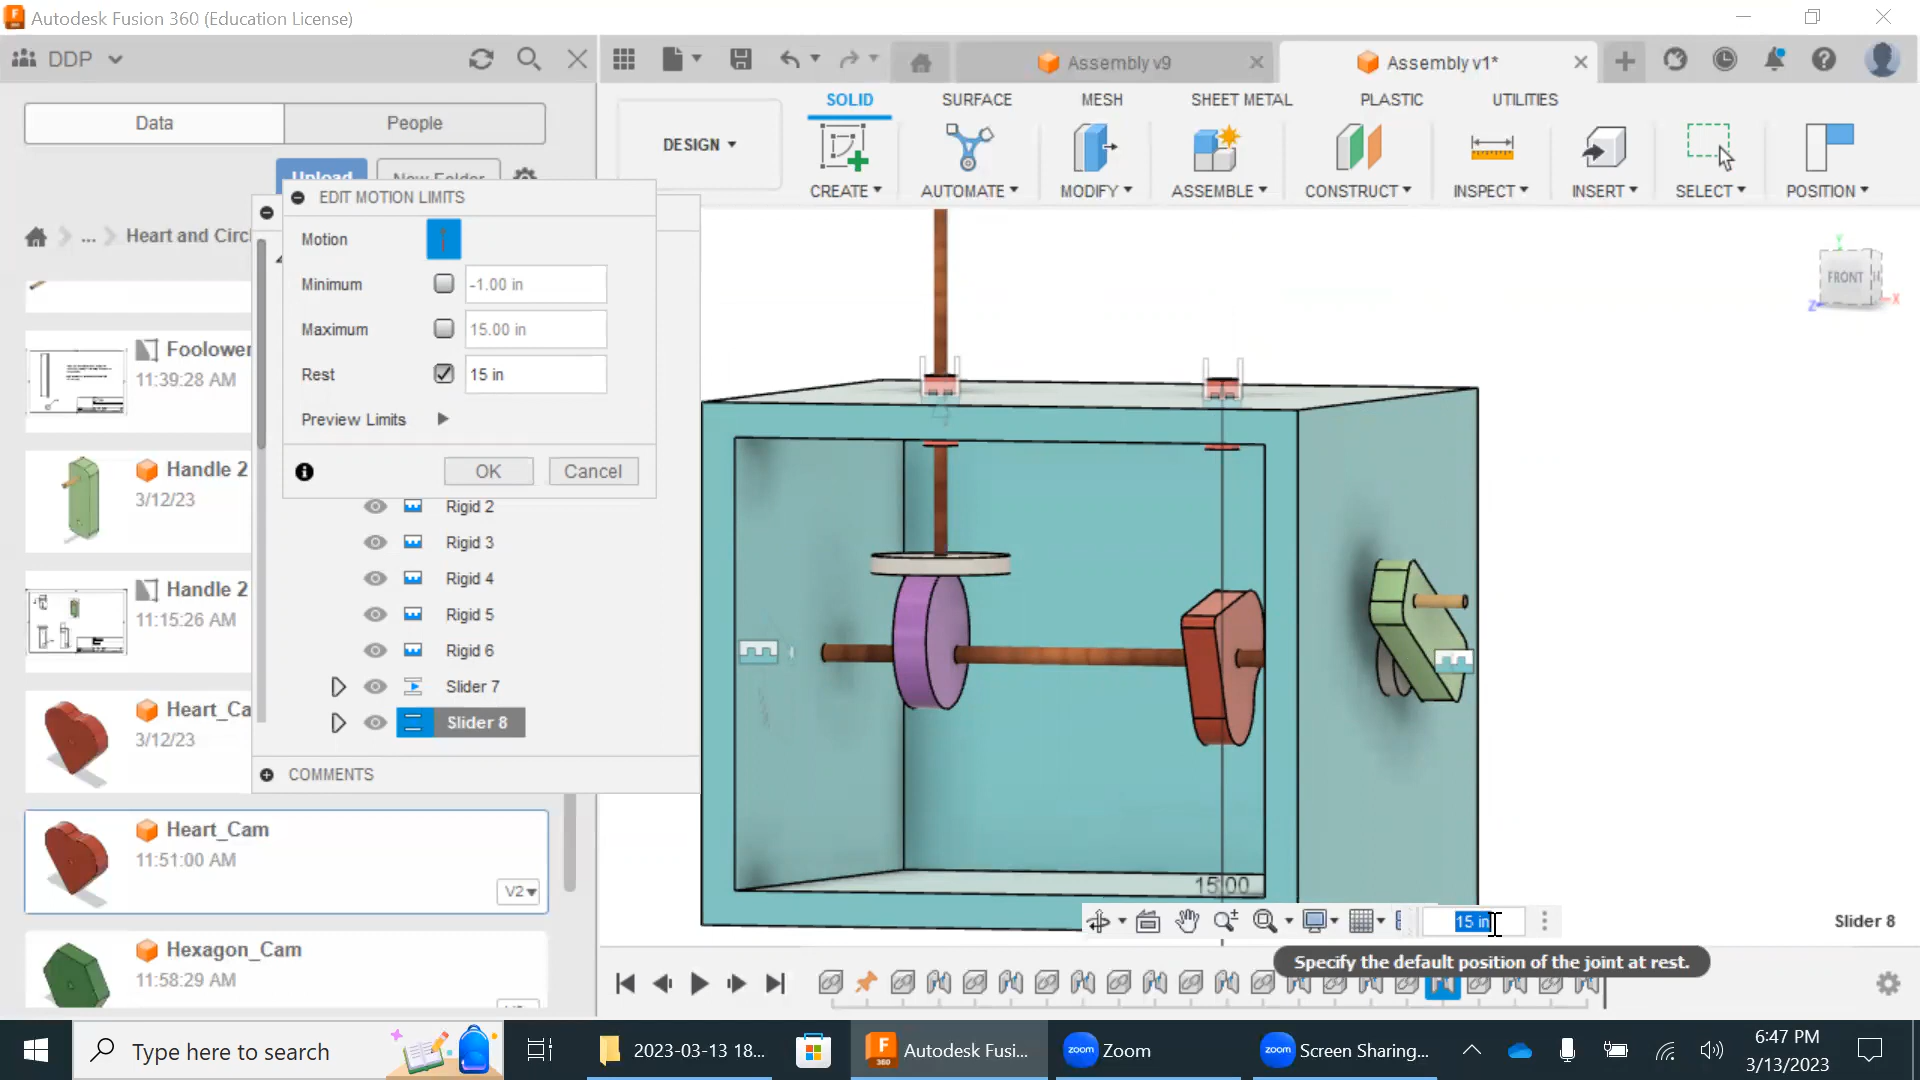 Autodesk Fusion 360 (Education License)
DDP
Assembly v9
Assembly v1*
Data
People
SOLID
SURFACE
MESH
SHEET METAL
PLASTIC
UTILITIES
DESIGN
CREATE
AUTOMATE
MODIFY
ASSEMBLE
CONSTRUCT
INSPECT
INSERT
SELECT
POSITION
Upload
New Folder
EDIT MOTION LIMITS
... Heart and Circl
Motion
Minimum
-1.00 in
Maximum
15.00 in
Rest
15 in
Preview Limits
OK
Cancel
FRONT
Y
X
Z
Foolower
11:39:28 AM
Handle 2
3/12/23
Handle 2
11:15:26 AM
Heart_Ca
3/12/23
Heart_Cam
11:51:00 AM
V2
Hexagon_Cam
11:58:29 AM
Rigid 2
Rigid 3
Rigid 4
Rigid 5
Rigid 6
Slider 7
Slider 8
COMMENTS
15.00
15 in
Slider 8
Specify the default position of the joint at rest.
Type here to search
2023-03-13 18...
Autodesk Fusi...
Zoom
Screen Sharing...
6:47 PM
3/13/2023